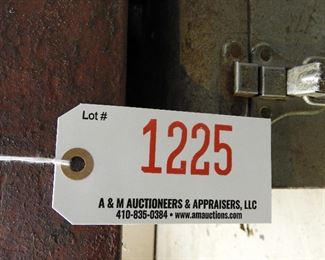 Lot #
1225
A & M AUCTIONEERS & APPRAISERS, LLC
410-835-0384 • www.amauctions.com